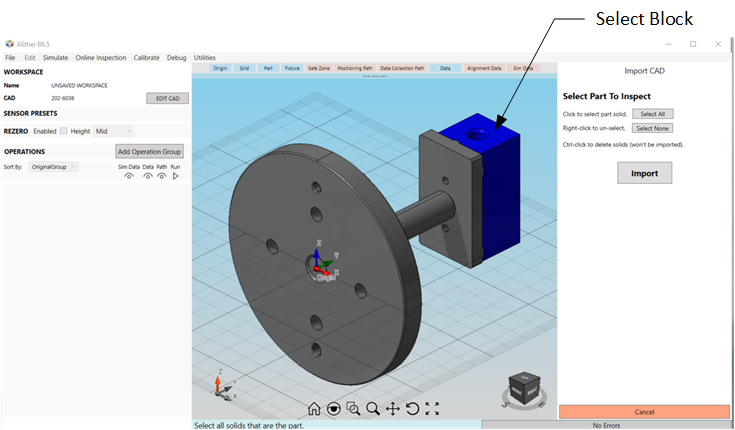 Select Block
AEther B6.5
File Edit Simulate Online Inspection Calibrate Debug Utilities
WORKSPACE
Name UNSAVED WORKSPACE
CAD 202-6038 EDIT CAD
SENSOR PRESETS
REZERO Enabled Height Mid
OPERATIONS Add Operation Group
Sort By: OriginalGroup Sim Data Data Path Run
Origin Grid Part Fixture Safe Zone Positioning Path Data Collection Path Data Alignment Data Sim Data
X
Y
Origin
Z
Y
X
S
E
Select all solids that are the part.
Import CAD
Select Part To Inspect
Click to select part solid. Select All
Right-click to un-select. Select None
Ctrl-click to delete solids (won't be imported).
Import
Cancel
No Errors